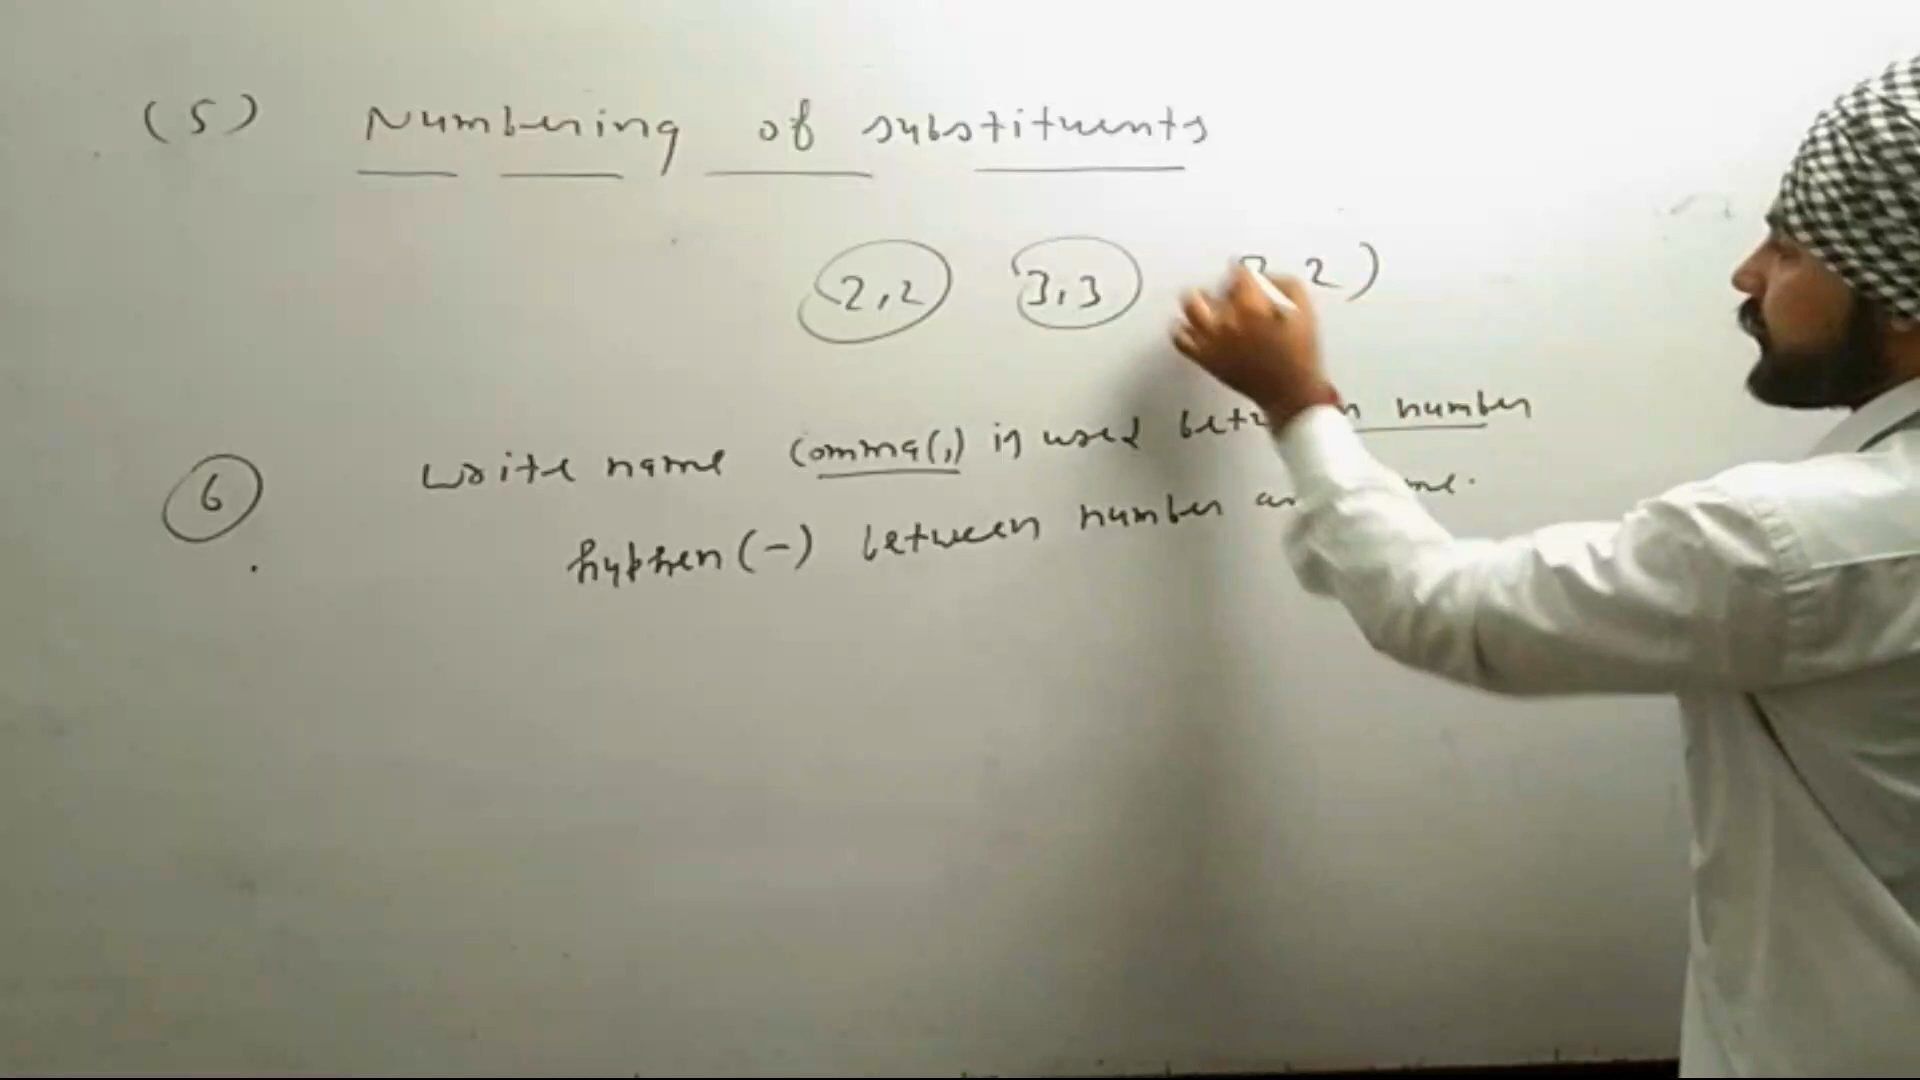 (5) Numbering of substituents
2,2 3,3 2)
6 Write name Comma(,) is used between number
hyphen (-) between number